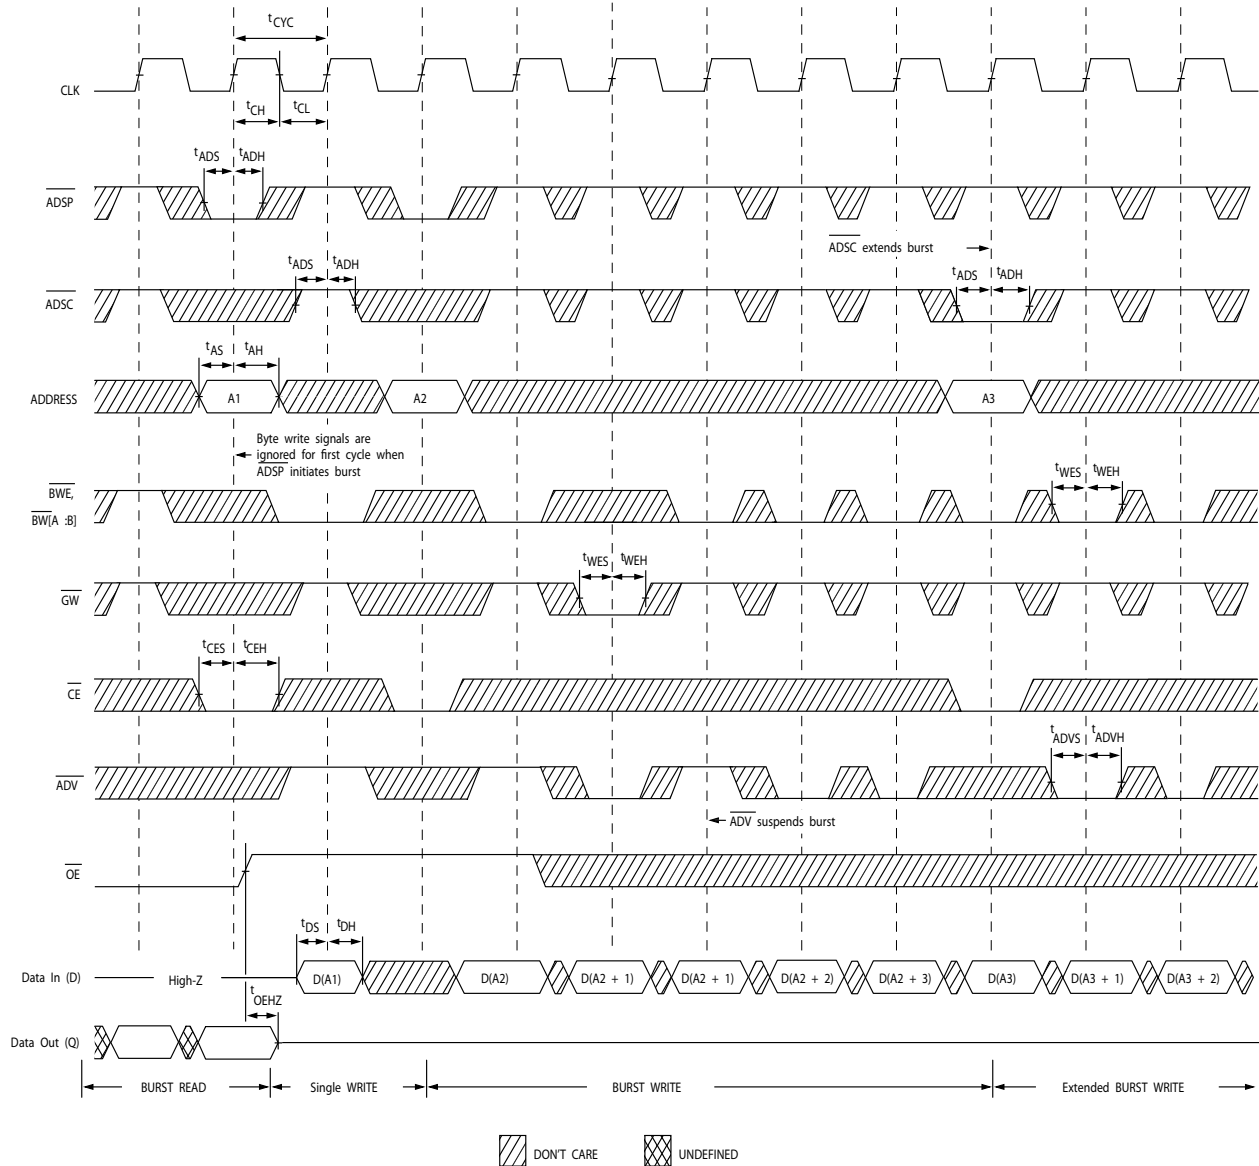 tCYC
CLK
tCH
tCL
tADS
tADH
ADSP
ADSC extends burst
tADS
tADH
tADS
tADH
ADSC
tAS
tAH
ADDRESS
A1
A2
A3
Byte write signals are
ignored for first cycle when
ADSP initiates burst
tWES
tWEH
BWE,
BW[A :B]
tWES
tWEH
GW
tCES
tCEH
CE
tADVS
tADVH
ADV
ADV suspends burst
OE
tDS
tDH
Data In (D)
High-Z
D(A1)
D(A2)
D(A2 + 1)
D(A2 + 1)
D(A2 + 2)
D(A2 + 3)
D(A3)
D(A3 + 1)
D(A3 + 2)
tOEHZ
Data Out (Q)
BURST READ
Single WRITE
BURST WRITE
Extended BURST WRITE
DON'T CARE
UNDEFINED